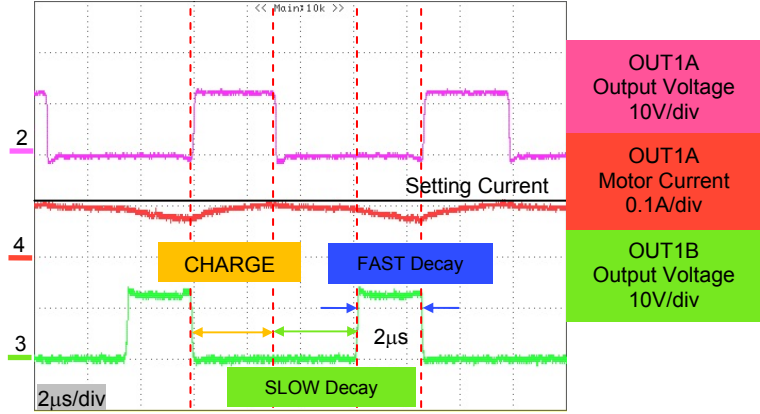 << Main:10k >>
OUT1A
Output Voltage
10V/div
2
OUT1A
Motor Current
0.1A/div
Setting Current
4
CHARGE
FAST Decay
OUT1B
Output Voltage
10V/div
3
2μs
SLOW Decay
2μs/div